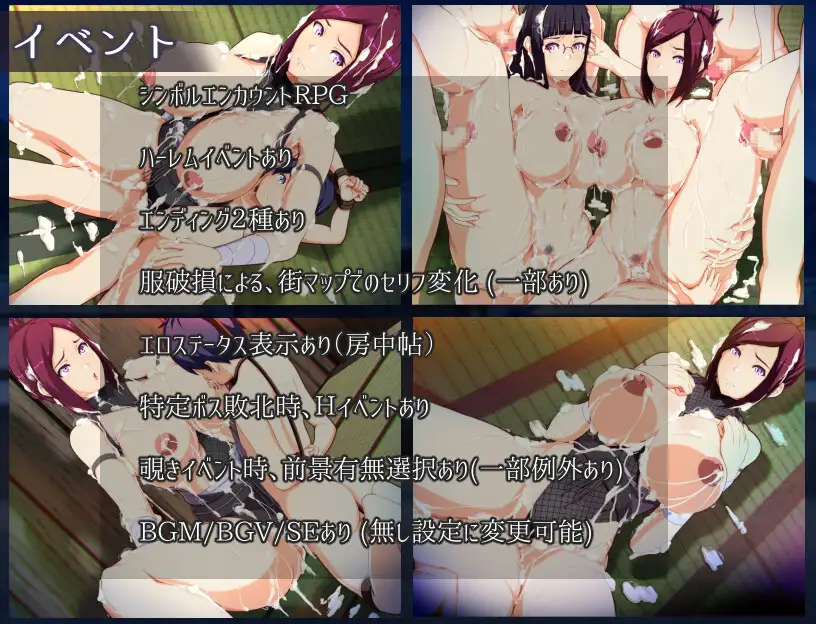 イベント
シンボルエンカウントRPG
ハーレムイベントあり
エンディング2種あり
服破損による、街マップでのセリフ変化 (一部あり)
エロステータス表示あり(房中帖)
特定ボス敗北時、Hイベントあり
覗きイベント時、前景有無選択あり(一部例外あり)
BGM/BGV/SEあり (無し設定に変更可能)